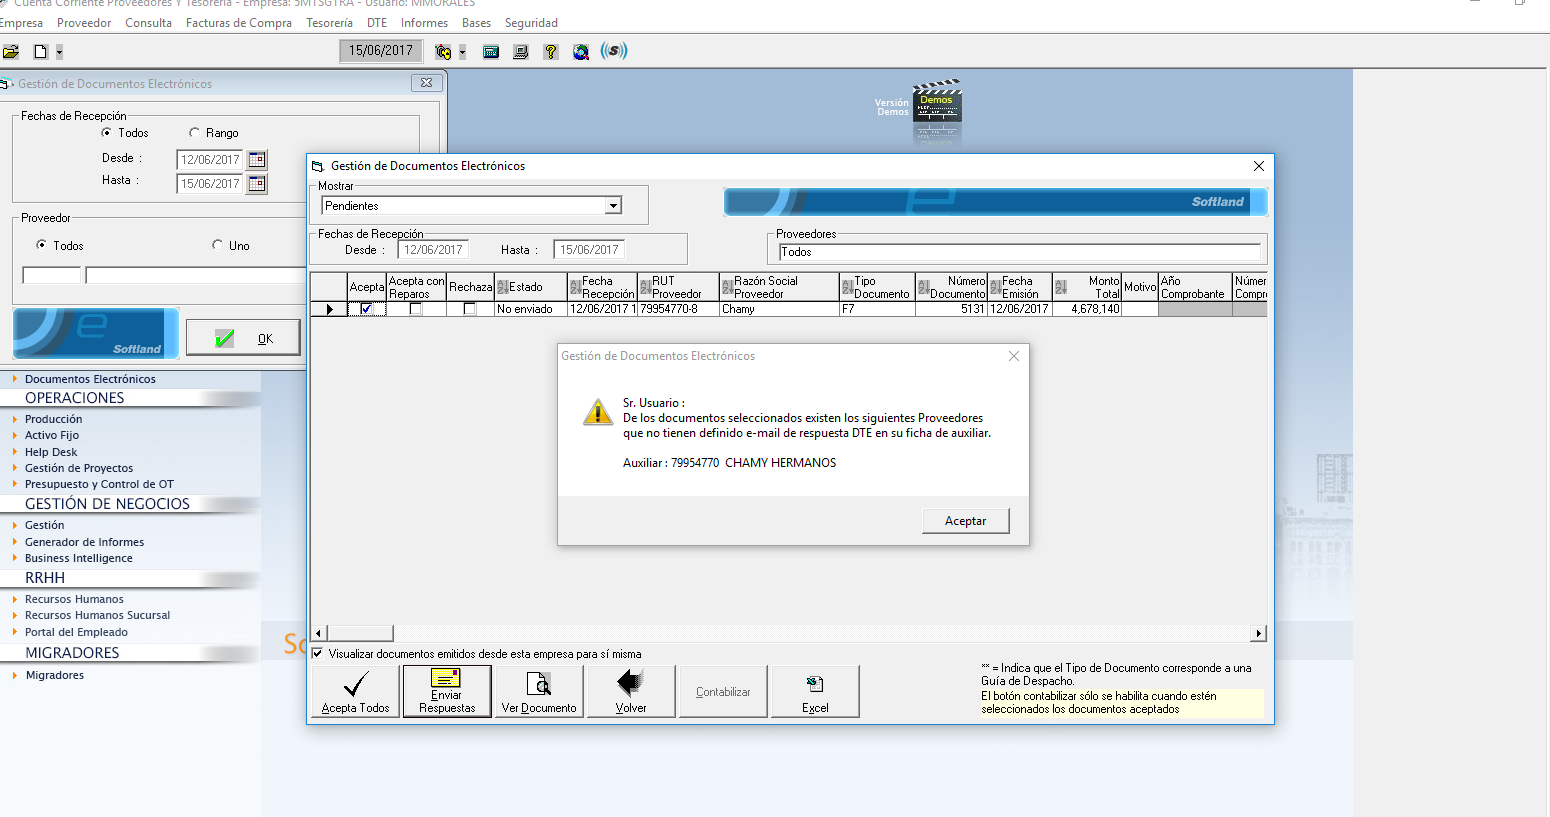 Cuenta Corriente Proveedores Y Tesorería - Empresa: 5MTSGTRA - Usuario: MMORALES
Empresa Proveedor Consulta Facturas de Compra Tesorería DTE Informes Bases Seguridad
15/06/2017
Gestión de Documentos Electrónicos
Fechas de Recepción
Todos Rango
Desde : 12/06/2017
Hasta : 15/06/2017
Proveedor
Todos Uno
Softland
OK
Documentos Electrónicos
OPERACIONES
Producción
Activo Fijo
Help Desk
Gestión de Proyectos
Presupuesto y Control de OT
GESTIÓN DE NEGOCIOS
Gestión
Generador de Informes
Business Intelligence
RRHH
Recursos Humanos
Recursos Humanos Sucursal
Portal del Empleado
MIGRADORES
Migradores
Versión
Demos
Demos
So
Gestión de Documentos Electrónicos
Mostrar
Pendientes
Softland
Fechas de Recepción
Desde : 12/06/2017 Hasta : 15/06/2017
Proveedores
Todos
Acepta Acepta con Reparos Rechaza Estado Fecha Recepción RUT Proveedor Razón Social Proveedor Tipo Documento Número Documento Fecha Emisión Monto Total Motivo Año Comprobante Númer Compr
No enviado 12/06/2017 1 79954770-8 Chamy F7 5131 12/06/2017 4,678,140
Gestión de Documentos Electrónicos
Sr. Usuario :
De los documentos seleccionado existen los siguientes Proveedores
que no tienen definido e-mail de respuesta DTE en su ficha de auxiliar.
Auxiliar : 79954770 CHAMY HERMANOS
Aceptar
Visualizar documentos emitidos desde esta empresa para sí misma
Acepta Todos
Enviar
Respuestas
Ver Documento
Volver
Contabilizar
Excel
** = Indica que el Tipo de Documento corresponde a una
Guía de Despacho.
El botón contabilizar sólo se habilita cuando estén
seleccionados los documentos aceptados